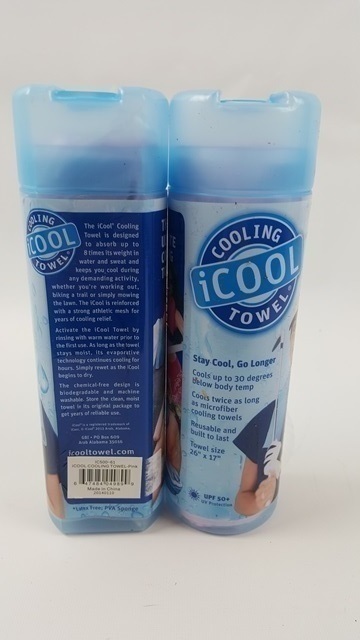 COOLING
iCOOL
TOWEL
The iCool® Cooling
Towel is designed
to absorb up to
8 times its weight in
water and sweat and
keeps you cool during
any demanding activity,
whether you're working out,
biking a trail or simply mowing
the lawn. The iCool is reinforced
with a strong athletic mesh for
years of cooling relief.
Activate the iCool Towel by
rinsing with warm water prior to
the first use. As long as the towel
stays moist, its evaporative
technology continues cooling for
hours. Simply rewet as the iCool
begins to dry.
The chemical-free design is
biodegradable and machine
washable. Store the clean, moist
towel in its original package to
get years of reliable use.
icooltowel.com
ICOOL COOLING TOWEL
Made in China
*Latex Free: PVA Sponge
COOLING
iCOOL
TOWEL
Stay Cool, Go Longer
Cools up to 30 degrees
below body temp
Cools twice as long
as microfiber
cooling towels
Reusable and
built to last
Towel size
26" x 17"
UPF 50+
UV Protection